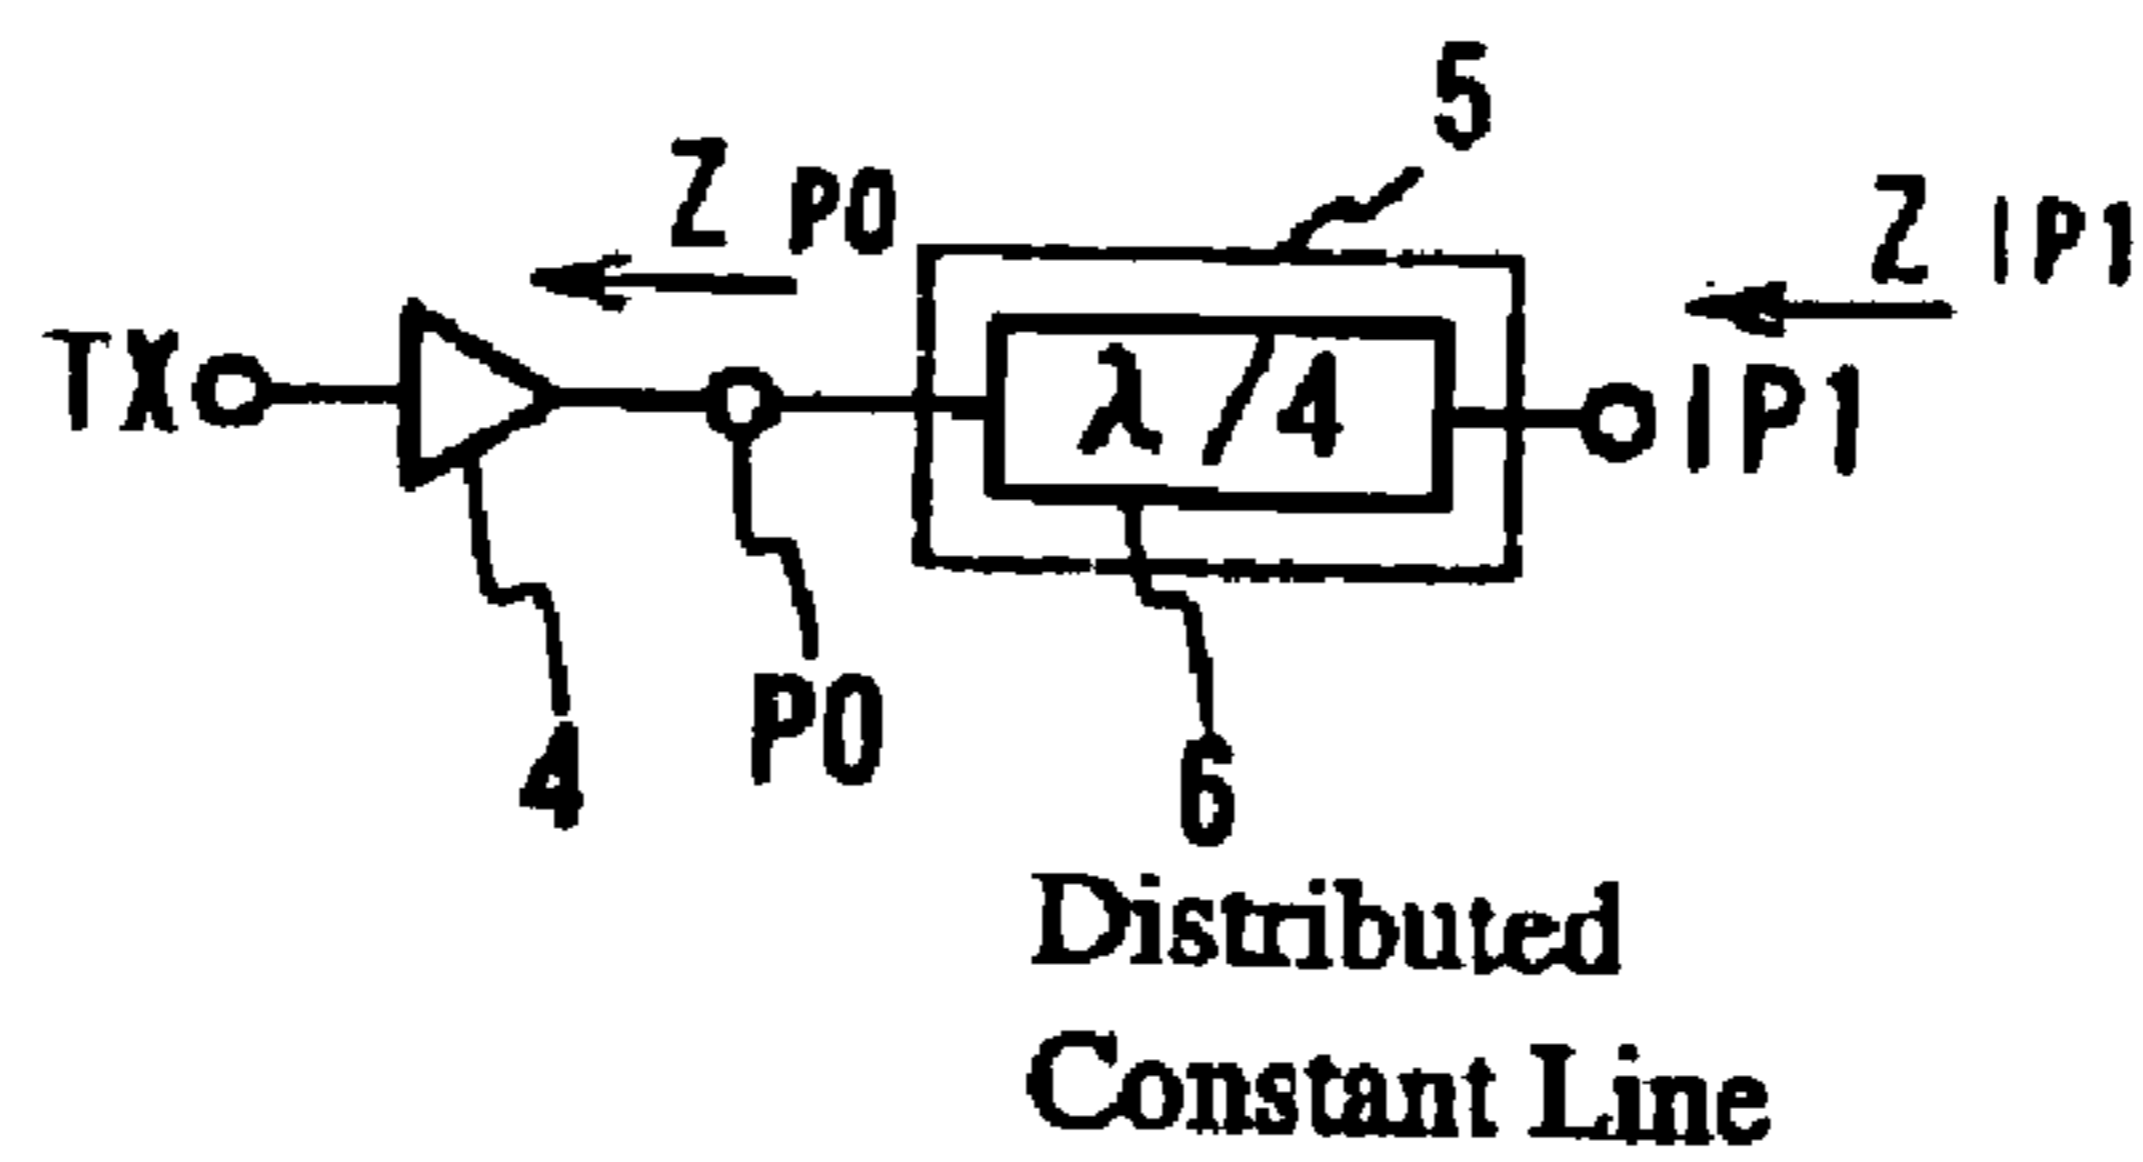 5
Z P0
Z IP1
TX
λ/4
IP1
P0
4
6
Distributed
Constant Line